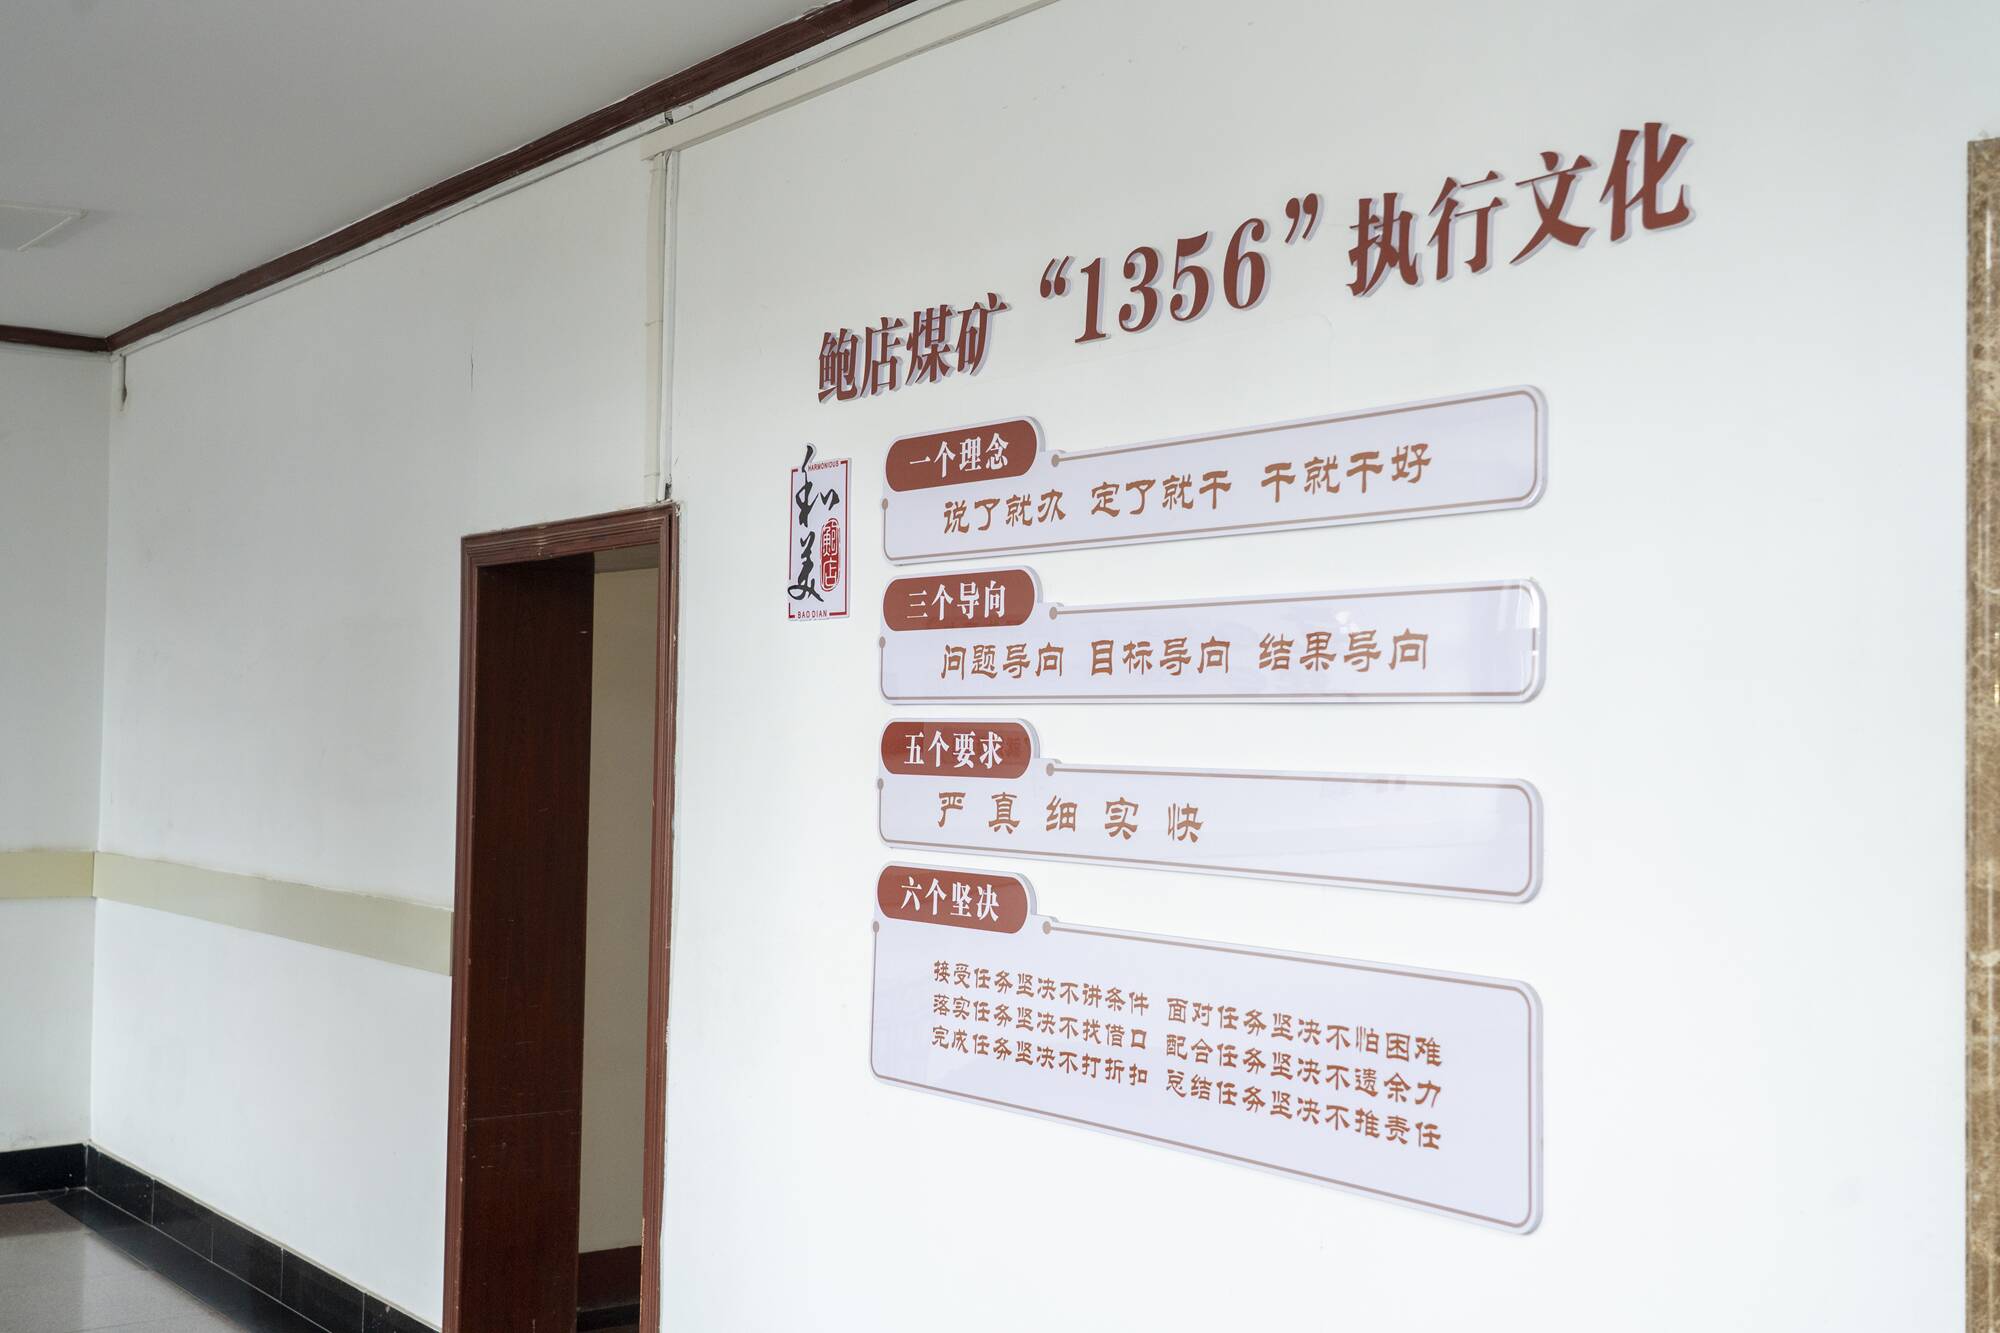 鲍店煤矿“1356”执行文化
HARMONIOUS
和美
鲍店
BAO DIAN
一个理念
说了就办 定了就干 干就干好
三个导向
问题导向 目标导向 结果导向
五个要求
严 真 细 实 快
六个坚决
接受任务坚决不讲条件 面对任务坚决不怕困难
落实任务坚决不找借口 配合任务坚决不遗余力
完成任务坚决不打折扣 总结任务坚决不推责任